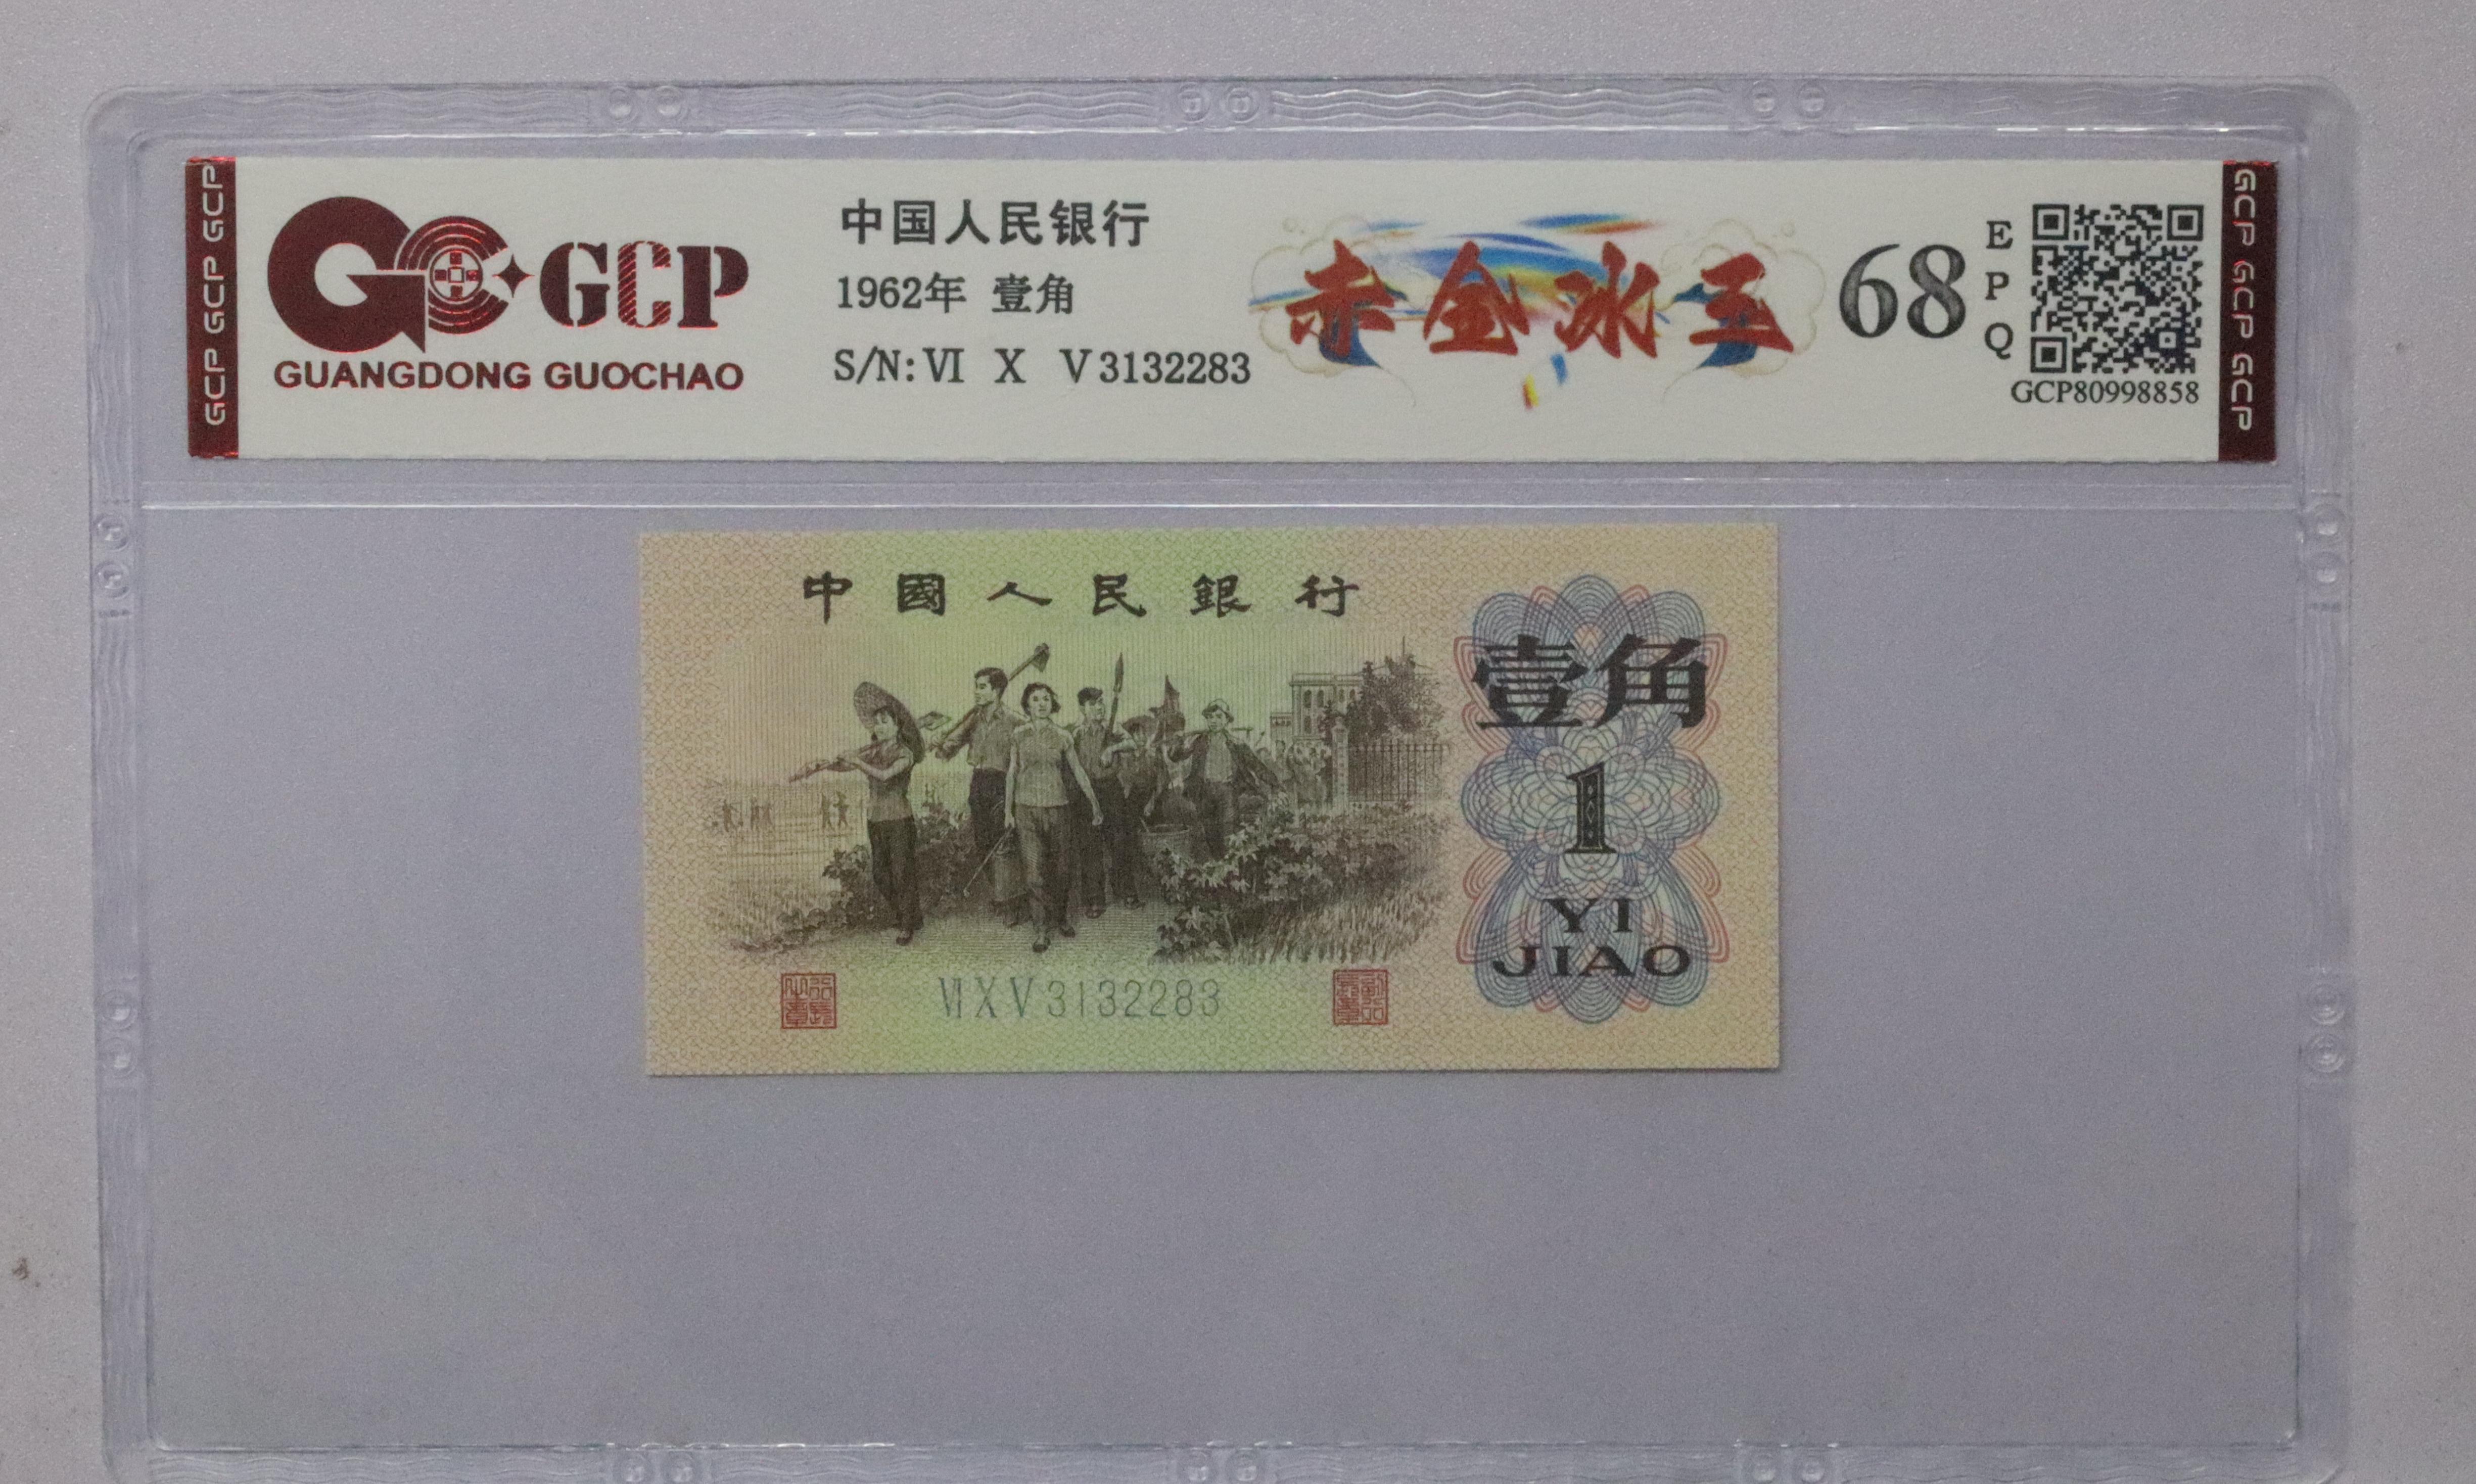 GCP GCP GCP
GCP
GUANGDONG GUOCHAO
中国人民银行
1962年 壹角
S/N: VI X V 3132283
赤金冰王
68
E
P
Q
GCP80998858
GCP GCP GCP
中國人民銀行
壹角
1
YI
JIAO
VI X V 3132283